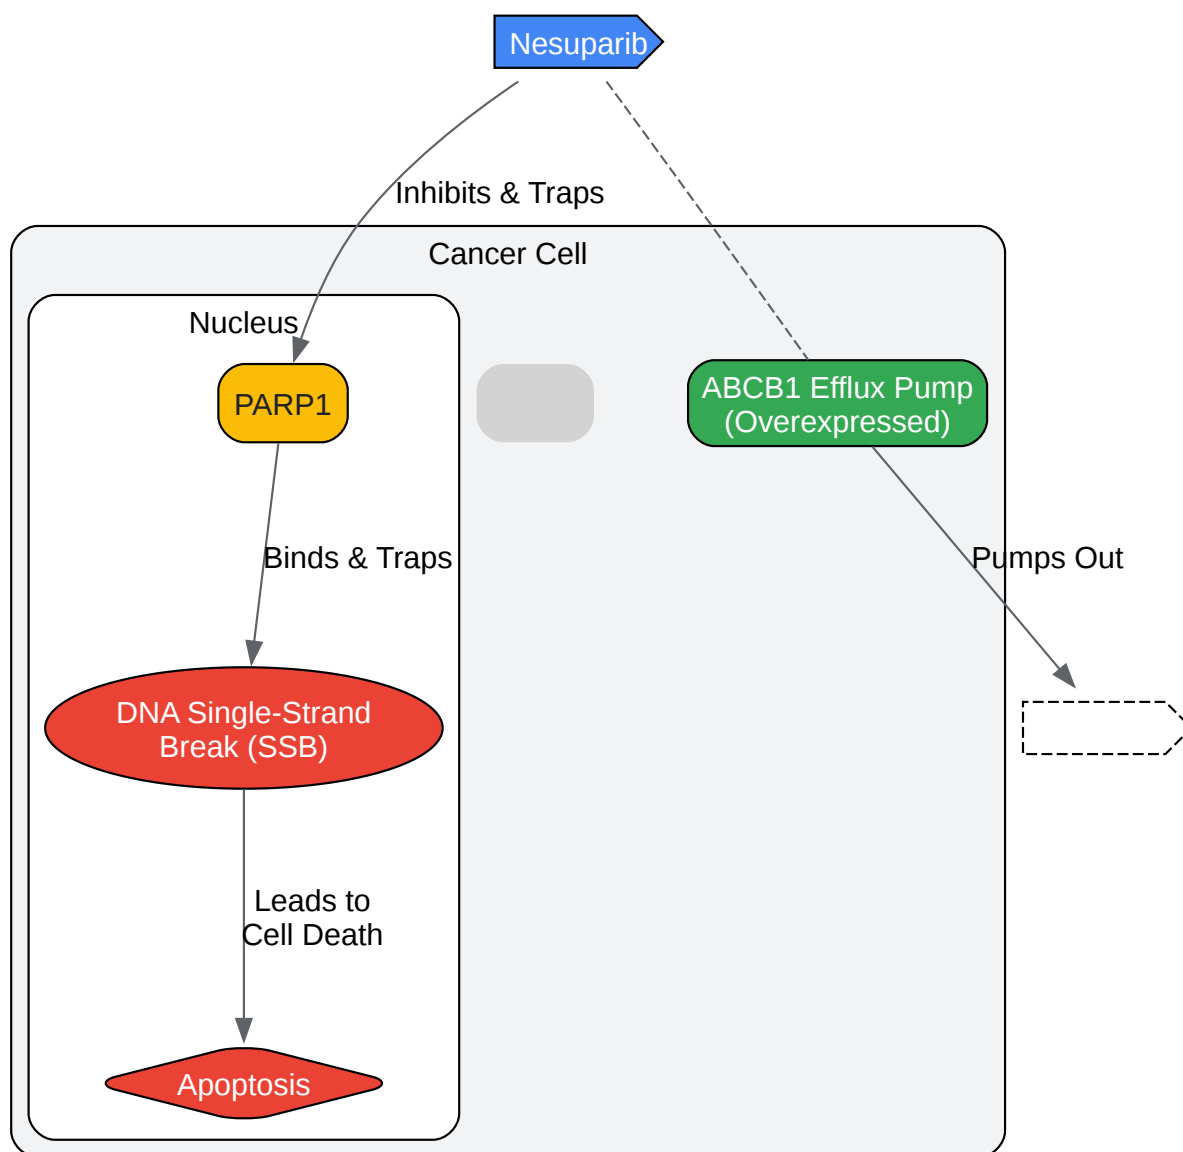 Nesuparib
Inhibits & Traps
Cancer Cell
Nucleus
PARP1
ABCB1 Efflux Pump
(Overexpressed)
Binds & Traps
Pumps Out
DNA Single-Strand
Break (SSB)
Leads to
Cell Death
Apoptosis